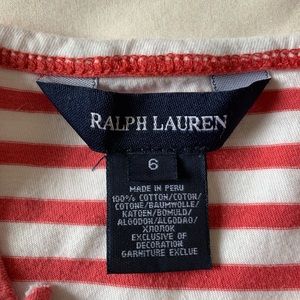 RALPH LAUREN
6
MADE IN PERU
100% COTTON/COTON/
COTONE/BAUMWOLLE/
KATOEN/BOMULD/
ALGODON/ALGODAO/
ХЛОПОК
EXCLUSIVE OF
DECORATION
GARNITURE EXCLUE